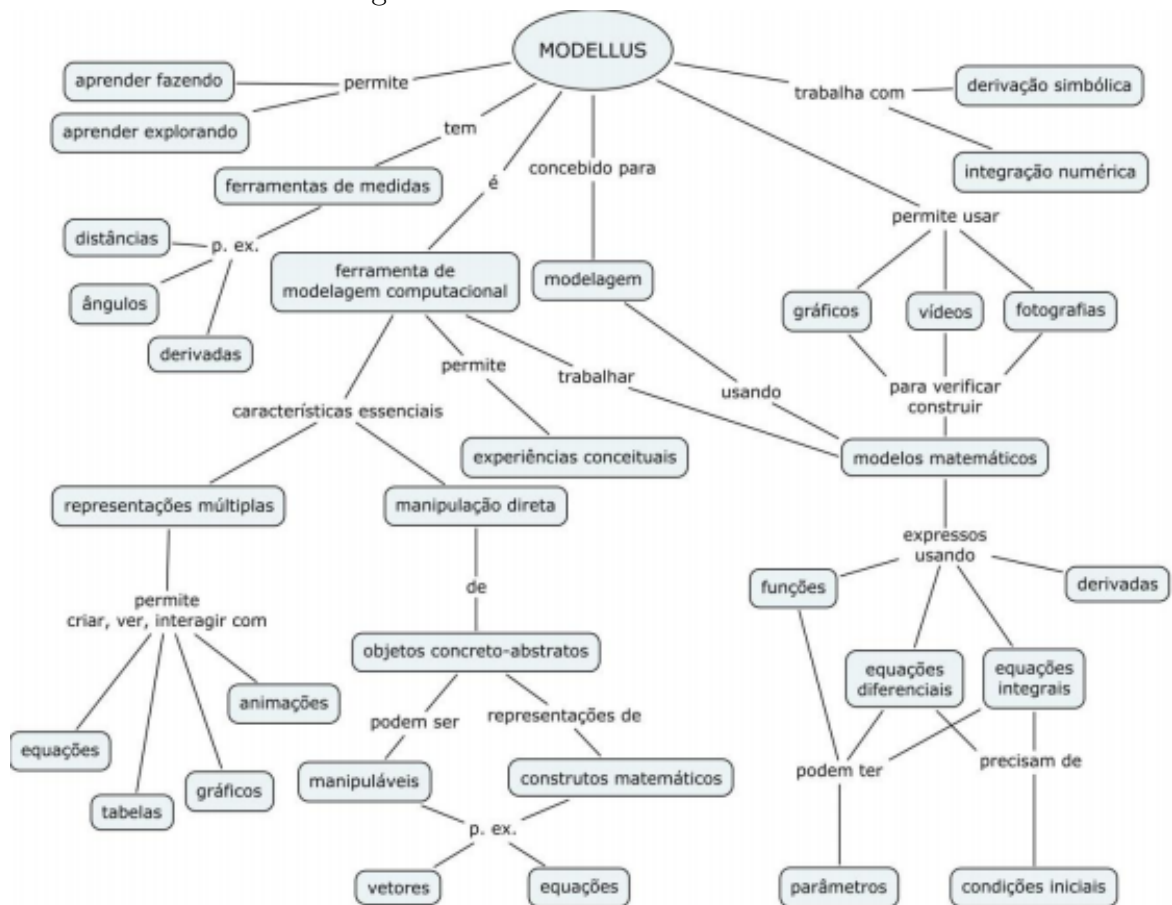 MODELLUS
aprender fazendo
permite
aprender explorando
trabalha com
derivação simbólica
integração numérica
tem
ferramentas de medidas
é
concebido para
permite usar
distâncias
p. ex.
ângulos
derivadas
ferramenta de
modelagem computacional
modelagem
gráficos
vídeos
fotografias
permite
trabalhar
usando
para verificar
construir
características essenciais
experiências conceituais
modelos matemáticos
representações múltiplas
manipulação direta
expressos
usando
funções
derivadas
permite
criar, ver, interagir com
de
objetos concreto-abstratos
equações
diferenciais
equações
integrais
animações
equações
gráficos
tabelas
podem ser
representações de
manipuláveis
construtos matemáticos
podem ter
precisam de
p. ex.
vetores
equações
parâmetros
condições iniciais